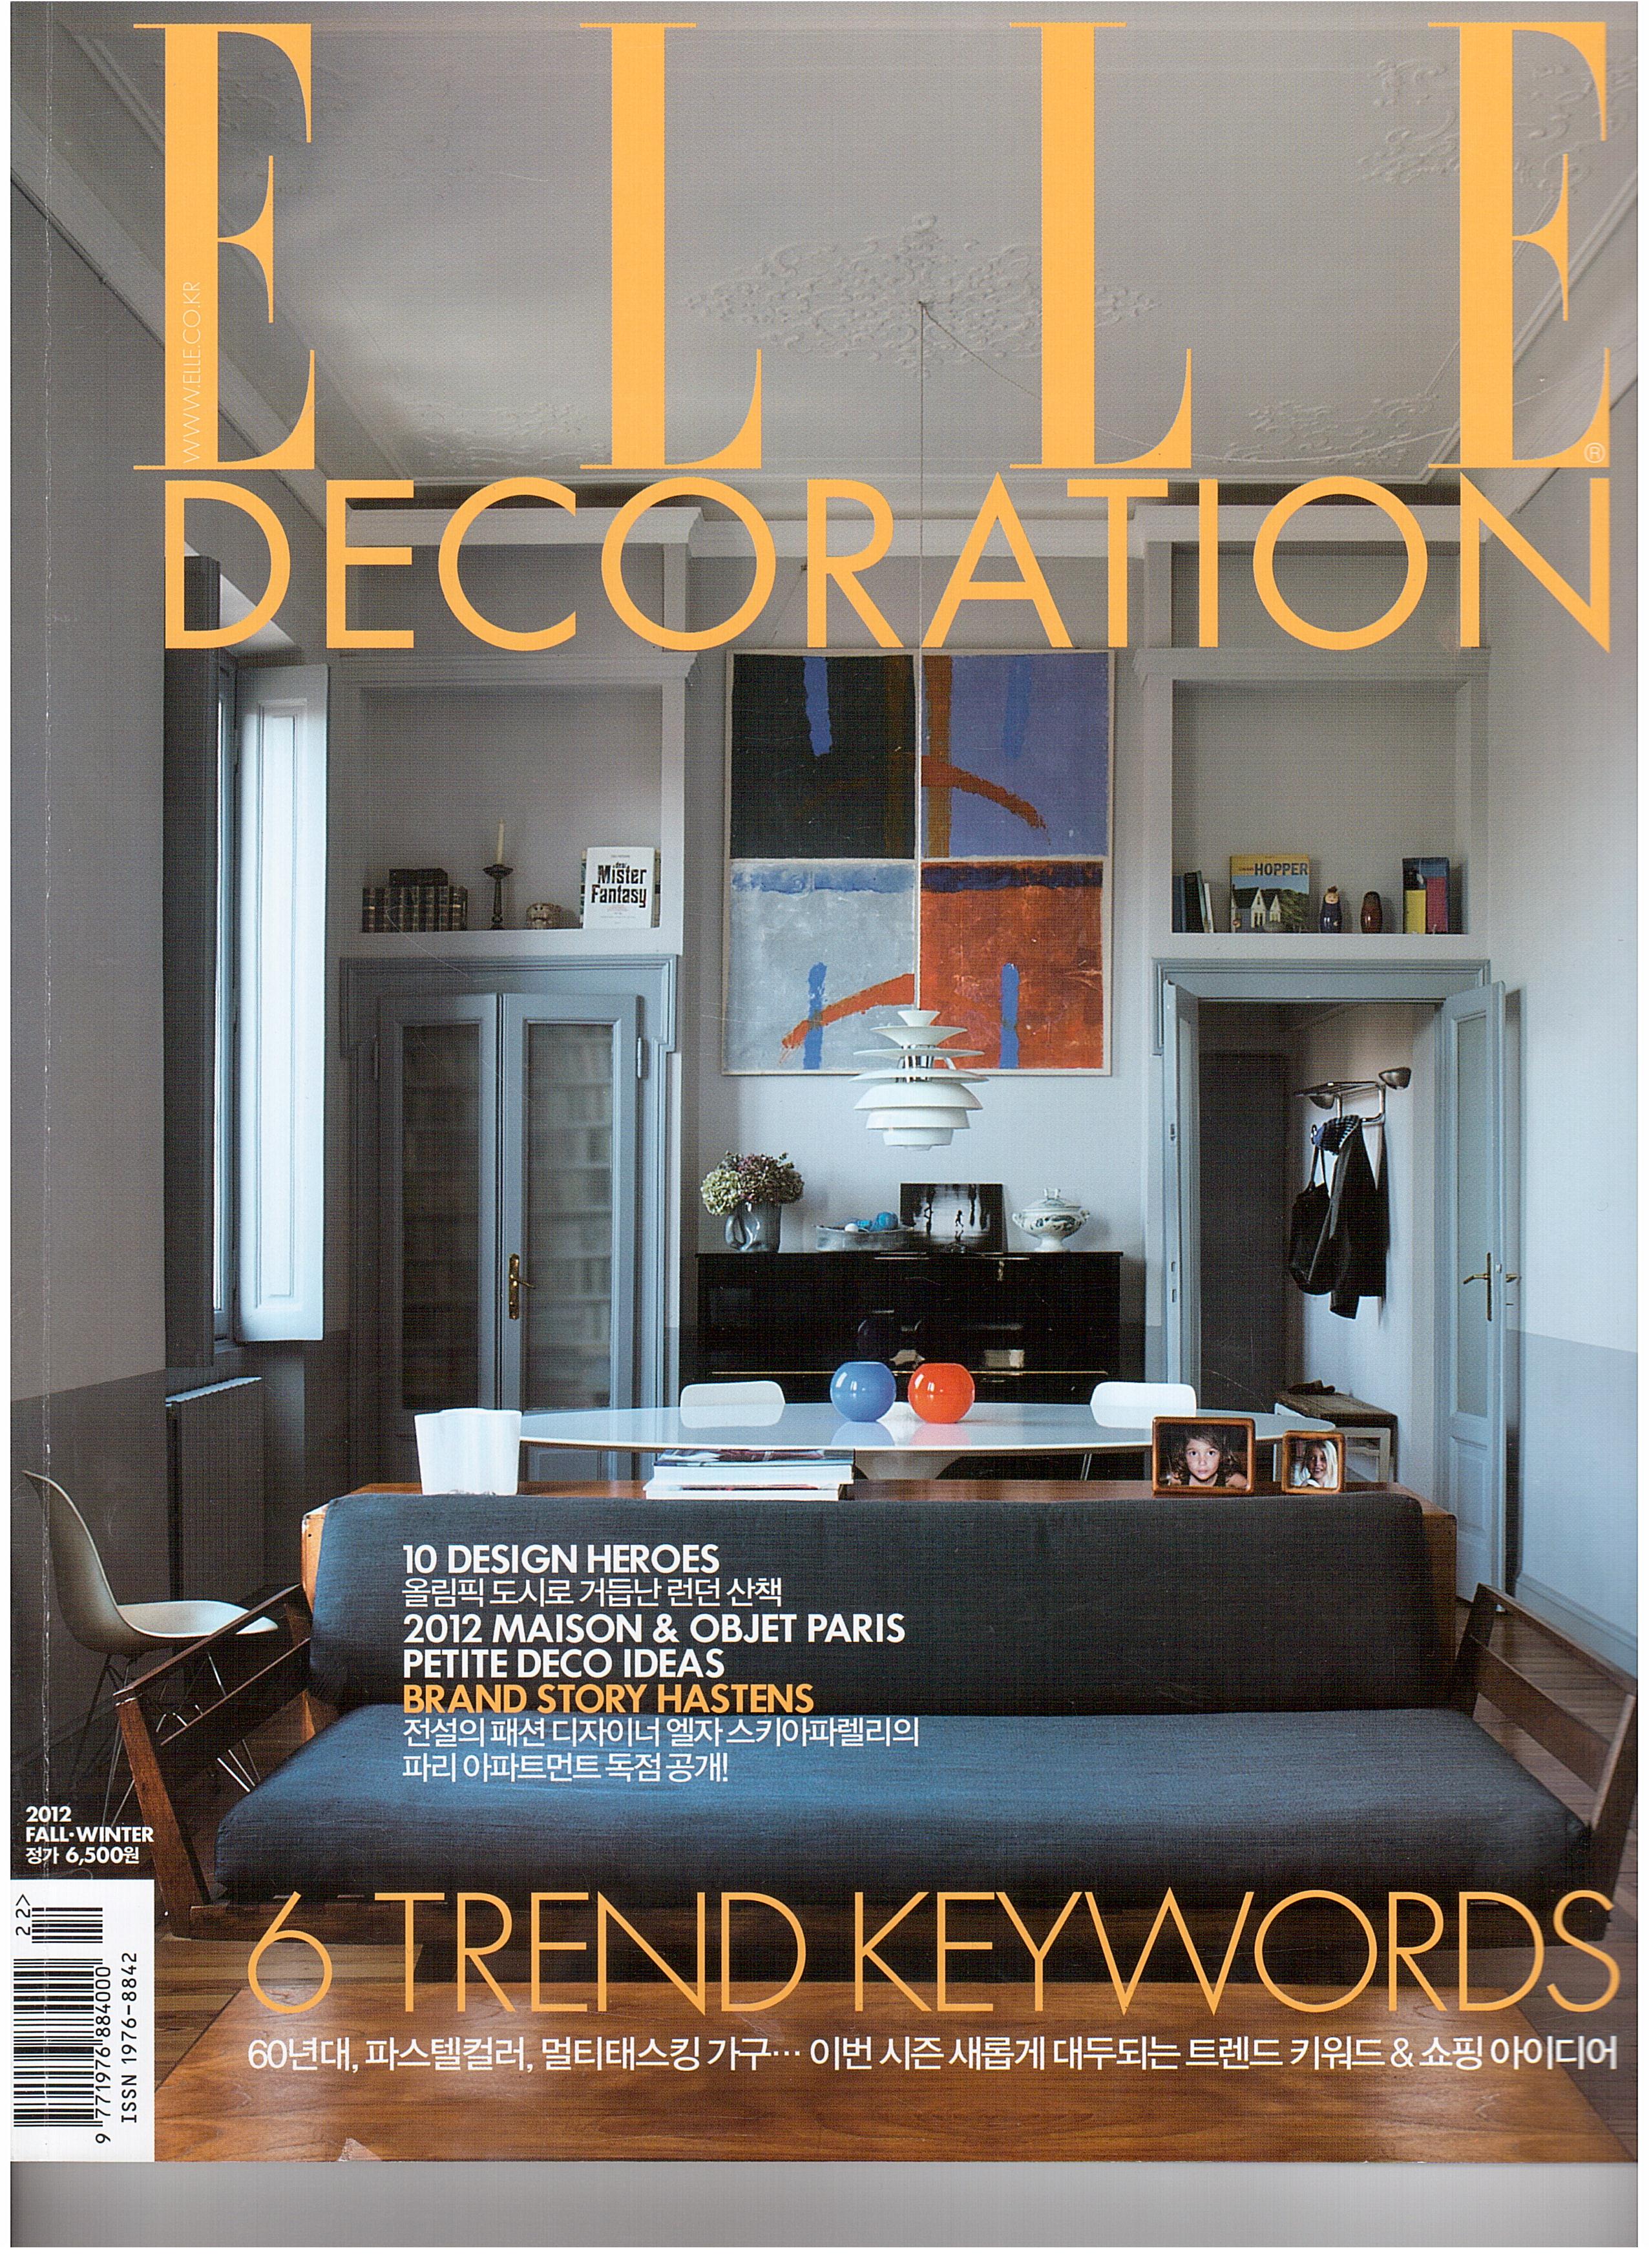 ELLE
WWW.ELLE.CO.KR
®
DECORATION
dear
Mister
Fantasy
HOPPER
10 DESIGN HEROES
올림픽 도시로 거듭난 런던 산책
2012 MAISON & OBJET PARIS
PETITE DECO IDEAS
BRAND STORY HASTENS
전설의 패션 디자이너 엘자 스키아파렐리의
파리 아파트먼트 독점 공개!
2012
FALL·WINTER
정가 6,500원
6 TREND KEYWORDS
60년대, 파스텔컬러, 멀티태스킹 가구… 이번 시즌 새롭게 대두되는 트렌드 키워드 & 쇼핑 아이디어
22>
9 771976 884000
ISSN 1976-8842